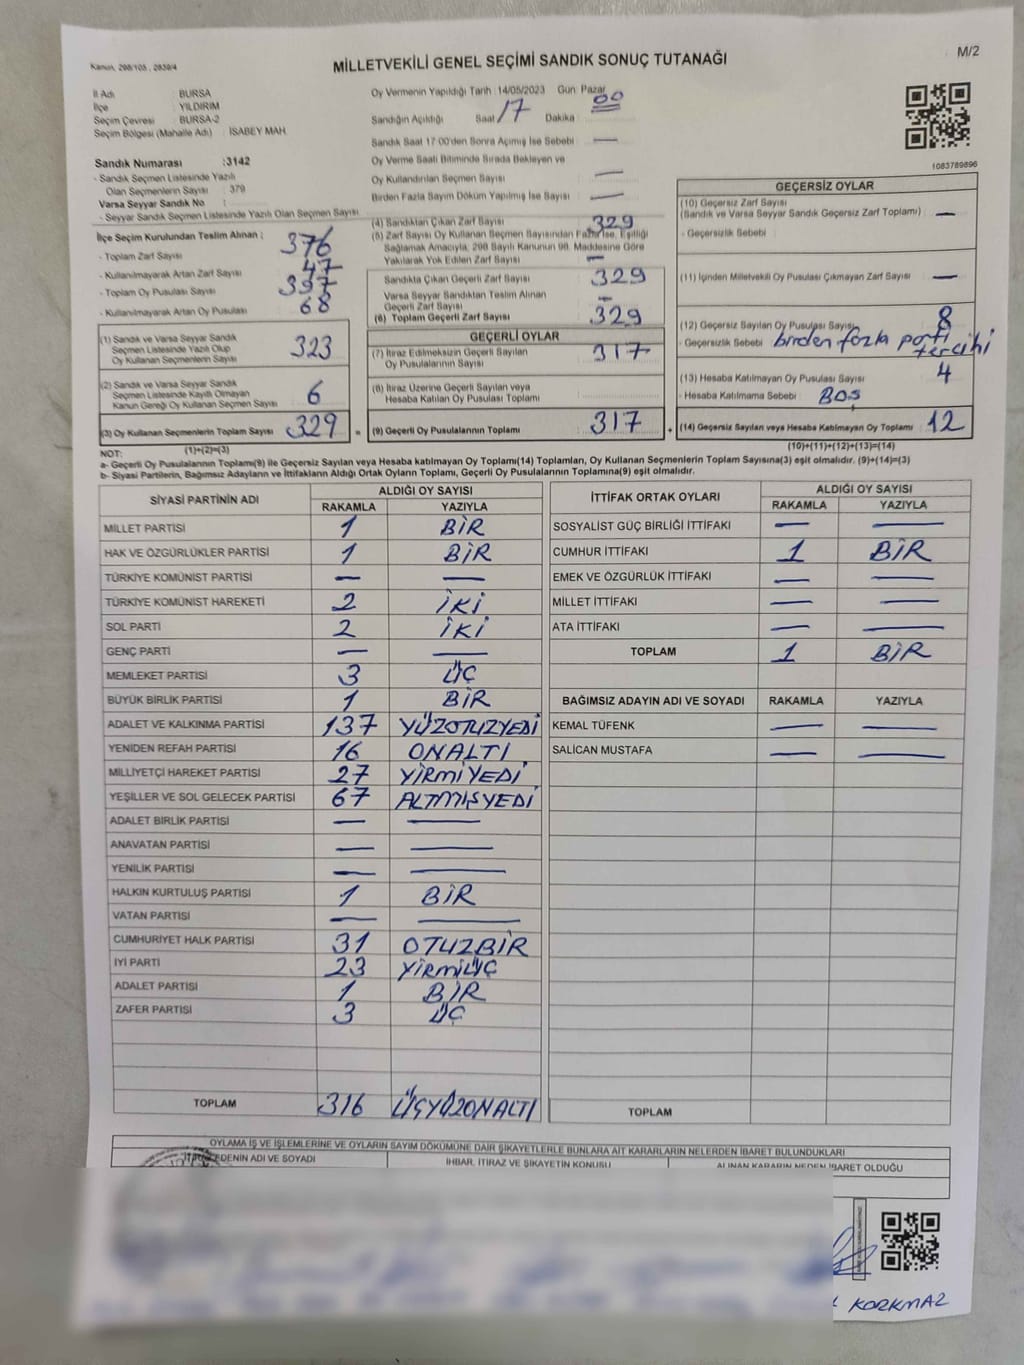 Kanun, 298/105 , 2839/4
MİLLETVEKİLİ GENEL SEÇİMİ SANDIK SONUÇ TUTANAĞI
M/2
İl Adı : BURSA
İlçe : YILDIRIM
Seçim Çevresi : BURSA-2
Seçim Bölgesi (Mahalle Adı) : İSABEY MAH.
Sandık Numarası :3142
- Sandık Seçmen Listesinde Yazılı
Olan Seçmenlerin Sayısı : 379
Varsa Seyyar Sandık No :
- Seyyar Sandık Seçmen Listesinde Yazılı Olan Seçmen Sayısı
Oy Vermenin Yapıldığı Tarih :14/05/2023 Gün: Pazar
Sandığın Açıldığı Saat 17 Dakika : 00
Sandık Saat 17:00'den Sonra Açımış İse Sebebi : —
Oy Verme Saati Bitiminde Sırada Bekleyen ve
Oy Kullandırılan Seçmen Sayısı : —
Birden Fazla Sayım Döküm Yapılmış İse Sayısı : —
1083789896
İlçe Seçim Kurulundan Teslim Alınan ;
- Toplam Zarf Sayısı : 376
- Kullanılmayarak Artan Zarf Sayısı : 47
- Toplam Oy Pusulası Sayısı : 397
- Kullanılmayarak Artan Oy Pusulası : 68
(4) Sandıktan Çıkan Zarf Sayısı : 329
(5) Zarf Sayısı Oy Kullanan Seçmen Sayısından Fazla İse, Eşitliği
Sağlamak Amacıyla, 298 Sayılı Kanunun 98. Maddesine Göre
Yakılarak Yok Edilen Zarf Sayısı : —
Sandıkta Çıkan Geçerli Zarf Sayısı : 329
Varsa Seyyar Sandıktan Teslim Alınan
Geçerli Zarf Sayısı : —
(6) Toplam Geçerli Zarf Sayısı : 329
GEÇERSİZ OYLAR
(10) Geçersiz Zarf Sayısı
(Sandık ve Varsa Seyyar Sandık Geçersiz Zarf Toplamı) : —
- Geçersizlik Sebebi :
(11) İçinden Milletvekili Oy Pusulası Çıkmayan Zarf Sayısı : —
(12) Geçersiz Sayılan Oy Pusulası Sayısı : 8
- Geçersizlik Sebebi : birden fazla parti
tercihi
(13) Hesaba Katılmayan Oy Pusulası Sayısı : 4
- Hesaba Katılmama Sebebi : BOŞ
(14) Geçersiz Sayılan veya Hesaba Katılmayan Oy Toplamı : 12
(10)+(11)+(12)+(13)=(14)
(1) Sandık ve Varsa Seyyar Sandık
Seçmen Listesinde Yazılı Olup
Oy Kullanan Seçmenlerin Sayısı : 323
(2) Sandık ve Varsa Seyyar Sandık
Seçmen Listesinde Kayıtlı Olmayan
Kanun Gereği Oy Kullanan Seçmen Sayısı : 6
(3) Oy Kullanan Seçmenlerin Toplam Sayısı : 329 =
(1)+(2)=(3)
GEÇERLİ OYLAR
(7) İtiraz Edilmeksizin Geçerli Sayılan
Oy Pusulalarının Sayısı : 317
(8) İtiraz Üzerine Geçerli Sayılan veya
Hesaba Katılan Oy Pusulası Toplamı :
(9) Geçerli Oy Pusulalarının Toplamı : 317 +
NOT:
a- Geçerli Oy Pusulalarının Toplamı(9) ile Geçersiz Sayılan veya Hesaba katılmayan Oy Toplamı(14) Toplamları, Oy Kullanan Seçmenlerin Toplam Sayısına(3) eşit olmalıdır. (9)+(14)=(3)
b- Siyasi Partilerin, Bağımsız Adayların ve İttifakların Aldığı Ortak Oyların Toplamı, Geçerli Oy Pusulalarının Toplamına(9) eşit olmalıdır.
SİYASİ PARTİNİN ADI ALDIĞI OY SAYISI
RAKAMLA YAZIYLA
MİLLET PARTİSİ 1 BİR
HAK VE ÖZGÜRLÜKLER PARTİSİ 1 BİR
TÜRKİYE KOMÜNİST PARTİSİ — —
TÜRKİYE KOMÜNİST HAREKETİ 2 İKİ
SOL PARTİ 2 İKİ
GENÇ PARTİ — —
MEMLEKET PARTİSİ 3 ÜÇ
BÜYÜK BİRLİK PARTİSİ 1 BİR
ADALET VE KALKINMA PARTİSİ 137 YÜZOTUZYEDİ
YENİDEN REFAH PARTİSİ 16 ONALTI
MİLLİYETÇİ HAREKET PARTİSİ 27 YİRMİYEDİ
YEŞİLLER VE SOL GELECEK PARTİSİ 67 ALTMIŞYEDİ
ADALET BİRLİK PARTİSİ — —
ANAVATAN PARTİSİ — —
YENİLİK PARTİSİ — —
HALKIN KURTULUŞ PARTİSİ 1 BİR
VATAN PARTİSİ — —
CUMHURİYET HALK PARTİSİ 31 OTUZBİR
İYİ PARTİ 23 YİRMİÜÇ
ADALET PARTİSİ 1 BİR
ZAFER PARTİSİ 3 ÜÇ
TOPLAM 316 ÜÇYÜZONALTI
İTTİFAK ORTAK OYLARI ALDIĞI OY SAYISI
RAKAMLA YAZIYLA
SOSYALİST GÜÇ BİRLİĞİ İTTİFAKI — —
CUMHUR İTTİFAKI 1 BİR
EMEK VE ÖZGÜRLÜK İTTİFAKI — —
MİLLET İTTİFAKI — —
ATA İTTİFAKI — —
TOPLAM 1 BİR
BAĞIMSIZ ADAYIN ADI VE SOYADI RAKAMLA YAZIYLA
KEMAL TÜFENK — —
SALİCAN MUSTAFA — —
TOPLAM
OYLAMA İŞ VE İŞLEMLERİNE VE OYLARIN SAYIM DÖKÜMÜNE DAİR ŞİKAYETLERLE BUNLARA AİT KARARLARIN NELERDEN İBARET BULUNDUKLARI
EDENİN ADI VE SOYADI İHBAR, İTİRAZ VE ŞİKAYETİN KONUSU ALINAN KARARIN NEDEN İBARET OLDUĞU
KORKMAZ